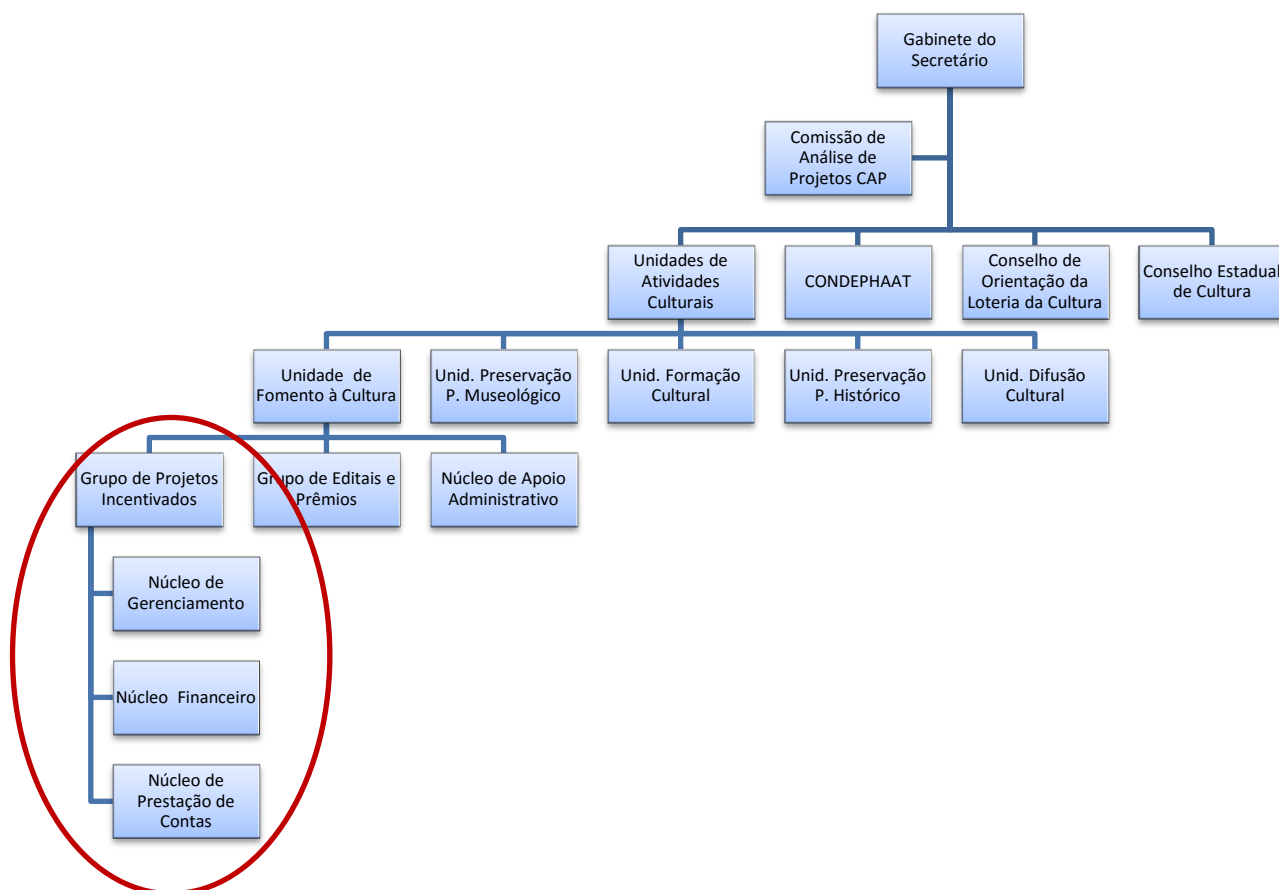 Gabinete do
Secretário
Comissão de
Análise de
Projetos CAP
Unidades de
Atividades
Culturais
CONDEPHAAT
Conselho de
Orientação da
Loteria da Cultura
Conselho Estadual
de Cultura
Unidade de
Fomento à Cultura
Unid. Preservação
P. Museológico
Unid. Formação
Cultural
Unid. Preservação
P. Histórico
Unid. Difusão
Cultural
Grupo de Projetos
Incentivados
Grupo de Editais e
Prêmios
Núcleo de Apoio
Administrativo
Núcleo de
Gerenciamento
Núcleo Financeiro
Núcleo de
Prestação de
Contas